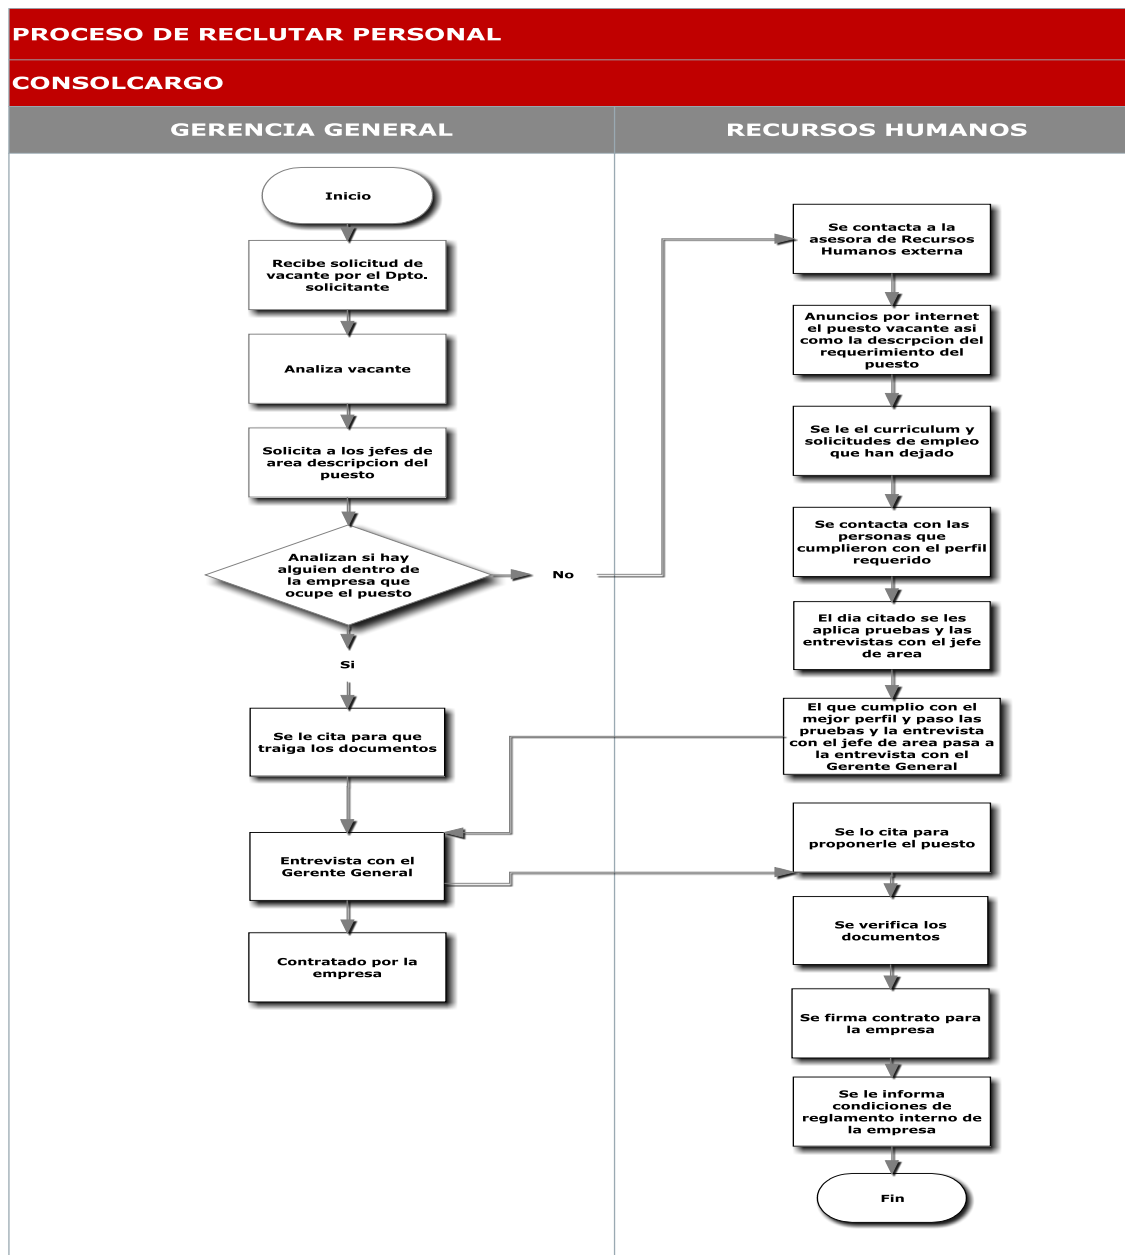 PROCESO DE RECLUTAR PERSONAL
CONSOLCARGO
GERENCIA GENERAL
RECURSOS HUMANOS
Inicio
Recibe solicitud de
vacante por el Dpto.
solicitante
Analiza vacante
Solicita a los jefes de
area descripcion del
puesto
Analizan si hay
alguien dentro de
la empresa que
ocupe el puesto
No
Si
Se le cita para que
traiga los documentos
Entrevista con el
Gerente General
Contratado por la
empresa
Se contacta a la
asesora de Recursos
Humanos externa
Anuncios por internet
el puesto vacante asi
como la descrpcion del
requerimiento del
puesto
Se le el curriculum y
solicitudes de empleo
que han dejado
Se contacta con las
personas que
cumplieron con el perfil
requerido
El dia citado se les
aplica pruebas y las
entrevistas con el jefe
de area
El que cumplio con el
mejor perfil y paso las
pruebas y la entrevista
con el jefe de area pasa a
la entrevista con el
Gerente General
Se lo cita para
proponerle el puesto
Se verifica los
documentos
Se firma contrato para
la empresa
Se le informa
condiciones de
reglamento interno de
la empresa
Fin